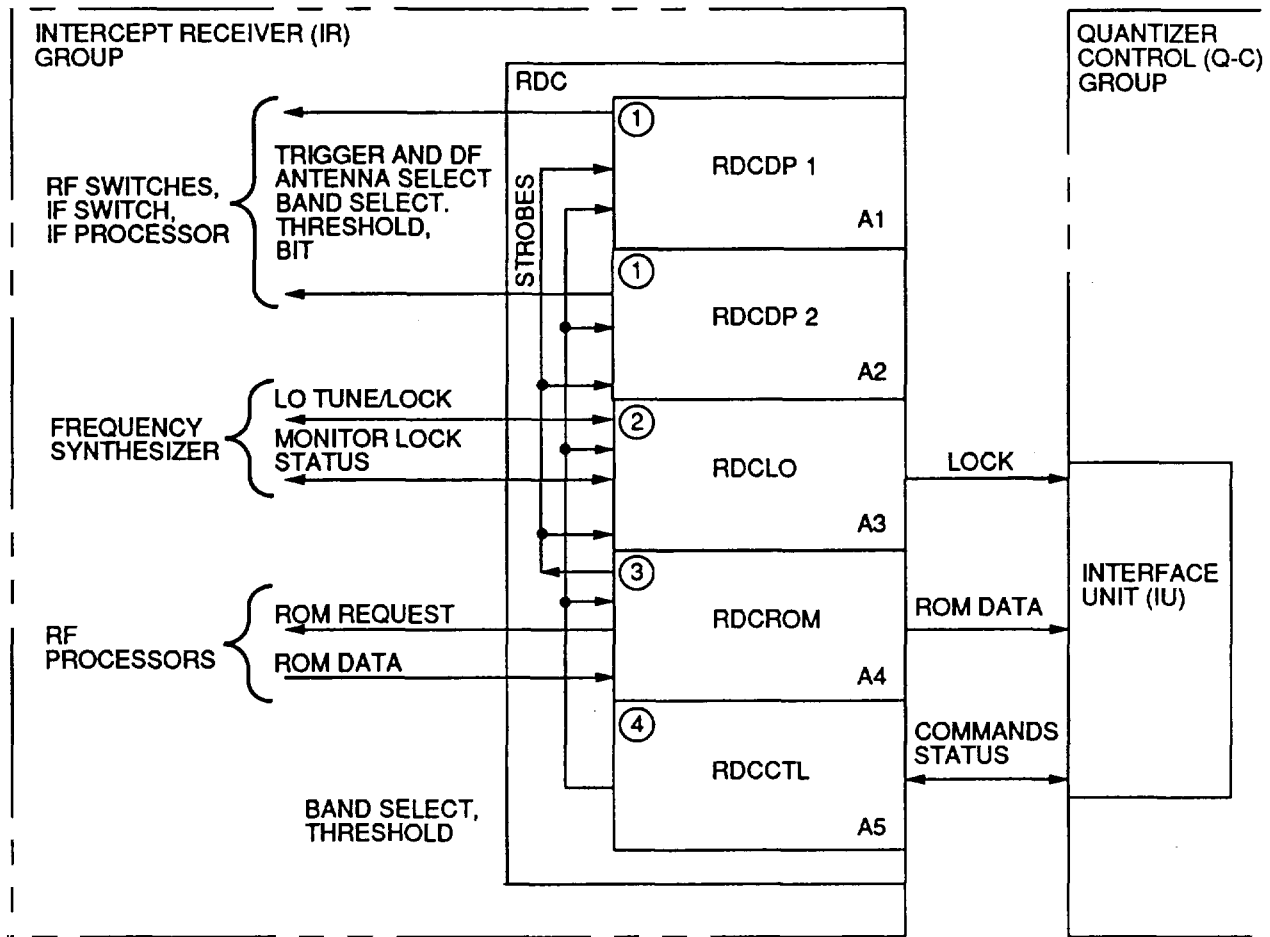 INTERCEPT RECEIVER (IR)
GROUP
QUANTIZER
CONTROL (Q-C)
GROUP
RDC
1
RDCDP 1
A1
TRIGGER AND DF
ANTENNA SELECT
BAND SELECT.
THRESHOLD,
BIT
RF SWITCHES,
IF SWITCH,
IF PROCESSOR
STROBES
1
RDCDP 2
A2
LO TUNE/LOCK
MONITOR LOCK
STATUS
FREQUENCY
SYNTHESIZER
2
RDCLO
A3
LOCK
3
RDCROM
A4
ROM REQUEST
ROM DATA
RF
PROCESSORS
ROM DATA
INTERFACE
UNIT (IU)
4
RDCCTL
A5
COMMANDS
STATUS
BAND SELECT,
THRESHOLD